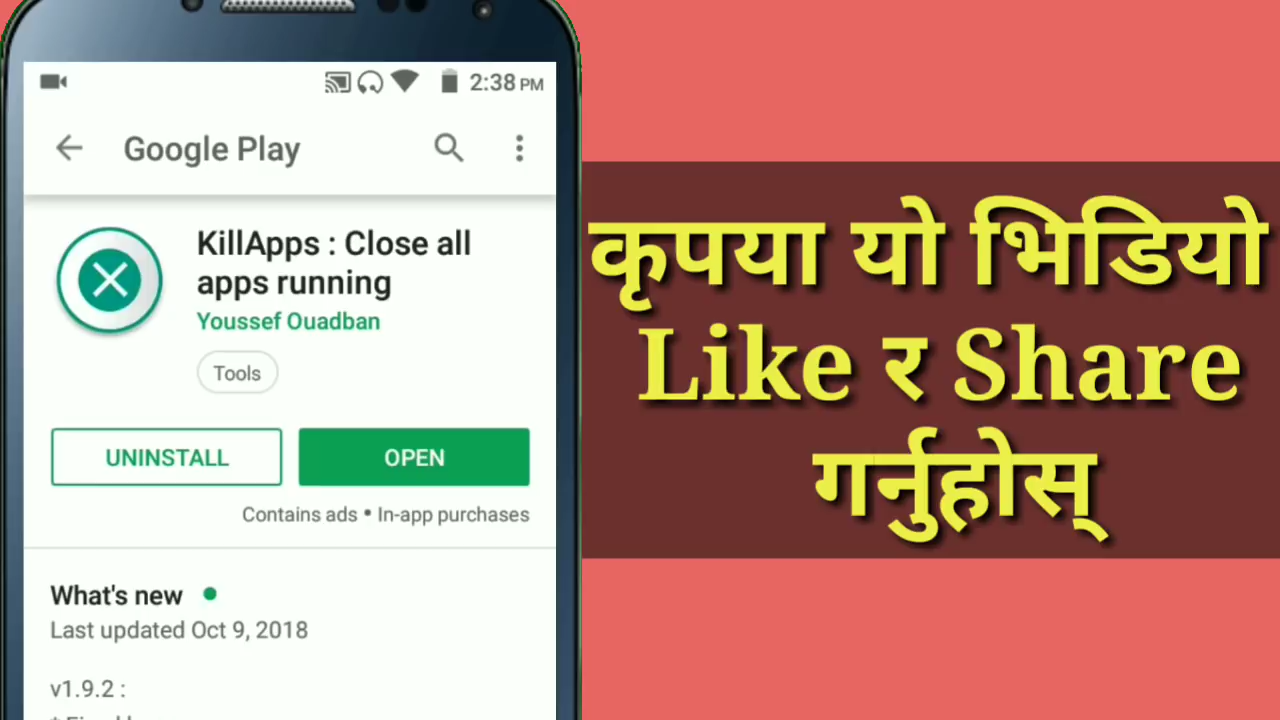 2:38 PM
Google Play
KillApps : Close all
apps running
Youssef Ouadban
Tools
UNINSTALL
OPEN
Contains ads • In-app purchases
What's new
Last updated Oct 9, 2018
v1.9.2 :
कृपया यो भिडियो
Like र Share
गर्नुहोस्